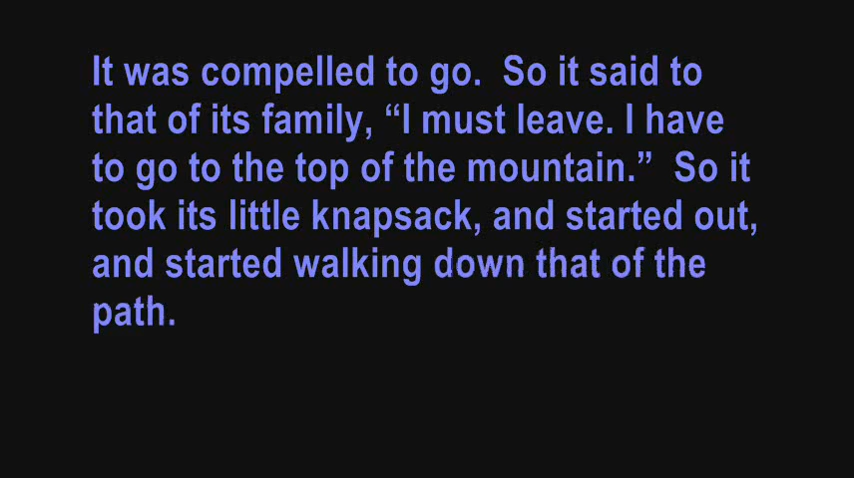 It was compelled to go.  So it said to
that of its family, “I must leave. I have
to go to the top of the mountain.”  So it
took its little knapsack, and started out,
and started walking down that of the
path.